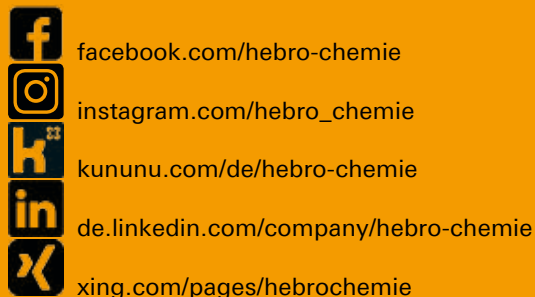 facebook.com/hebro-chemie
instagram.com/hebro_chemie
kununu.com/de/hebro-chemie
de.linkedin.com/company/hebro-chemie
xing.com/pages/hebrochemie